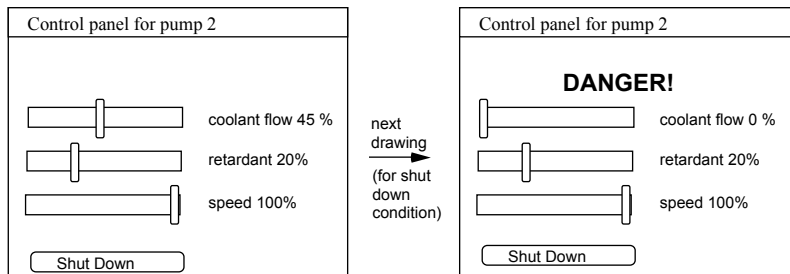 Control panel for pump 2
coolant flow 45 %
retardant 20%
speed 100%
Shut Down
next
drawing
(for shut
down
condition)
Control panel for pump 2
DANGER!
coolant flow 0 %
retardant 20%
speed 100%
Shut Down